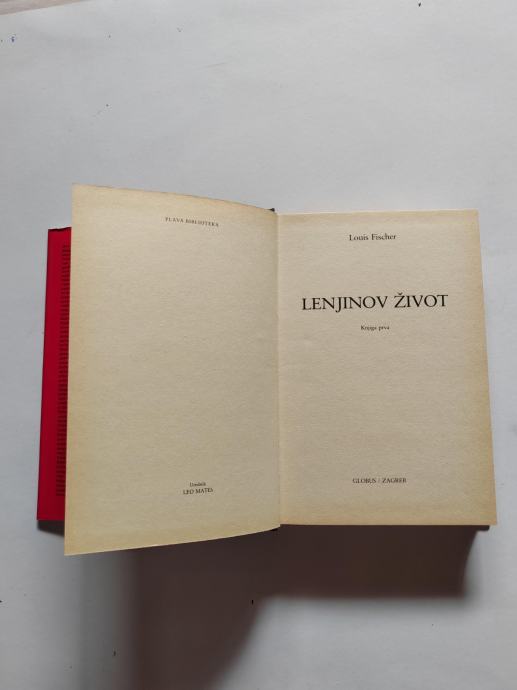 PLAVA BIBLIOTEKA
Urednik
LEO MATES
Louis Fischer
LENJINOV ŽIVOT
Knjiga prva
GLOBUS / ZAGREB